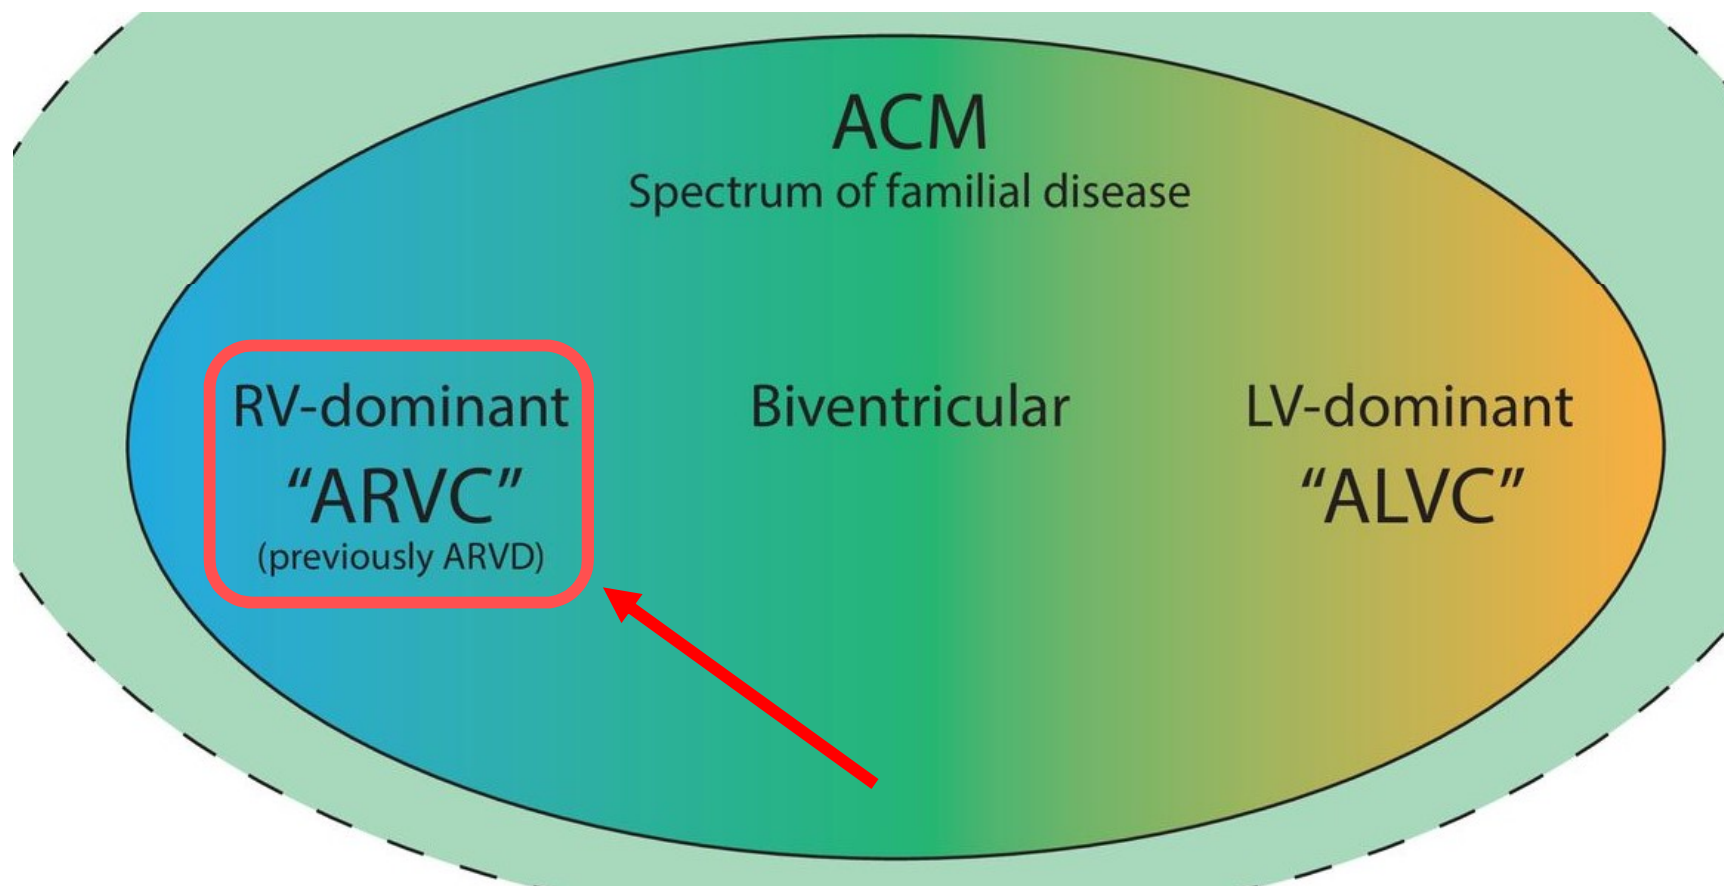 ACM
Spectrum of familial disease
RV-dominant
“ARVC”
(previously ARVD)
Biventricular
LV-dominant
“ALVC”